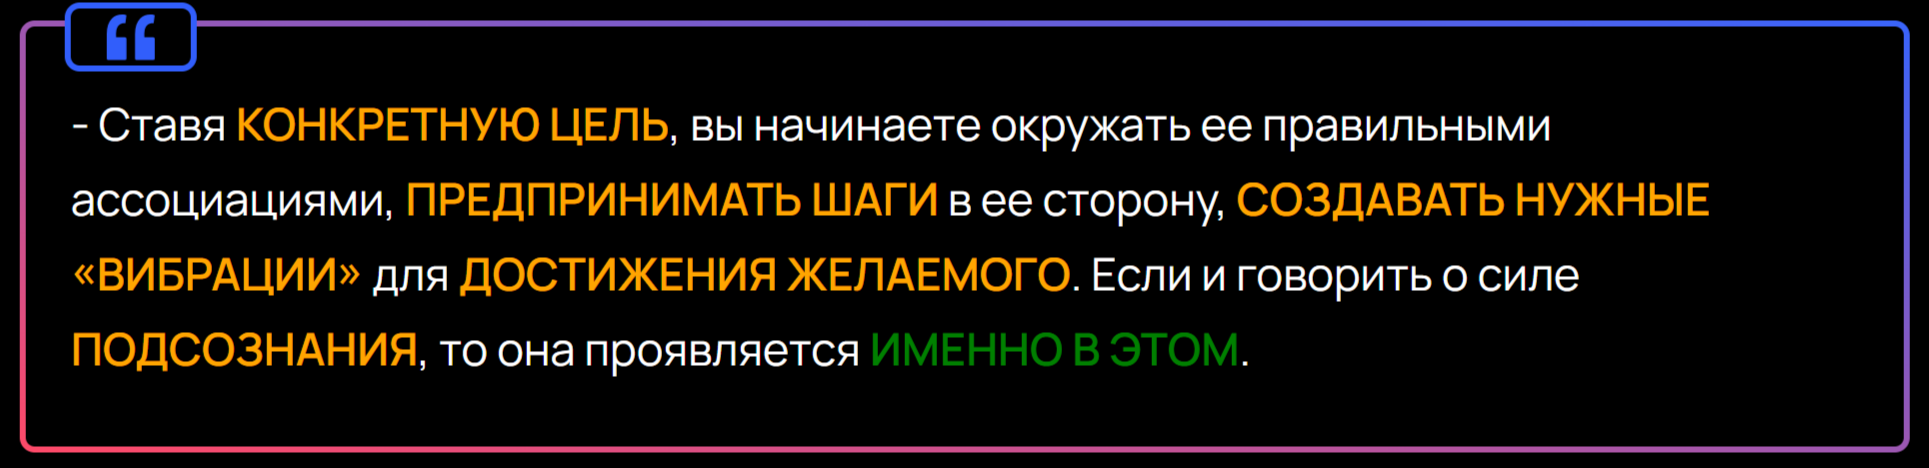 “
- Ставя КОНКРЕТНУЮ ЦЕЛЬ, вы начинаете окружать ее правильными
ассоциациями, ПРЕДПРИНИМАТЬ ШАГИ в ее сторону, СОЗДАВАТЬ НУЖНЫЕ
«ВИБРАЦИИ» для ДОСТИЖЕНИЯ ЖЕЛАЕМОГО. Если и говорить о силе
ПОДСОЗНАНИЯ, то она проявляется ИМЕННО В ЭТОМ.